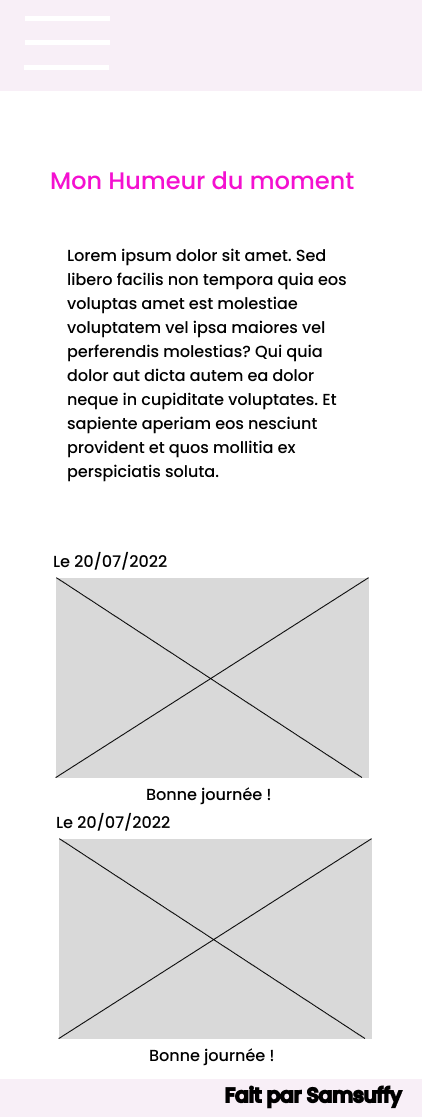 Mon Humeur du moment
Lorem ipsum dolor sit amet. Sed
libero facilis non tempora quia eos
voluptas amet est molestiae
voluptatem vel ipsa maiores vel
perferendis molestias? Qui quia
dolor aut dicta autem ea dolor
neque in cupiditate voluptates. Et
sapiente aperiam eos nesciunt
provident et quos mollitia ex
perspiciatis soluta.
Le 20/07/2022
Bonne journée !
Le 20/07/2022
Bonne journée !
Fait par Samsuffy